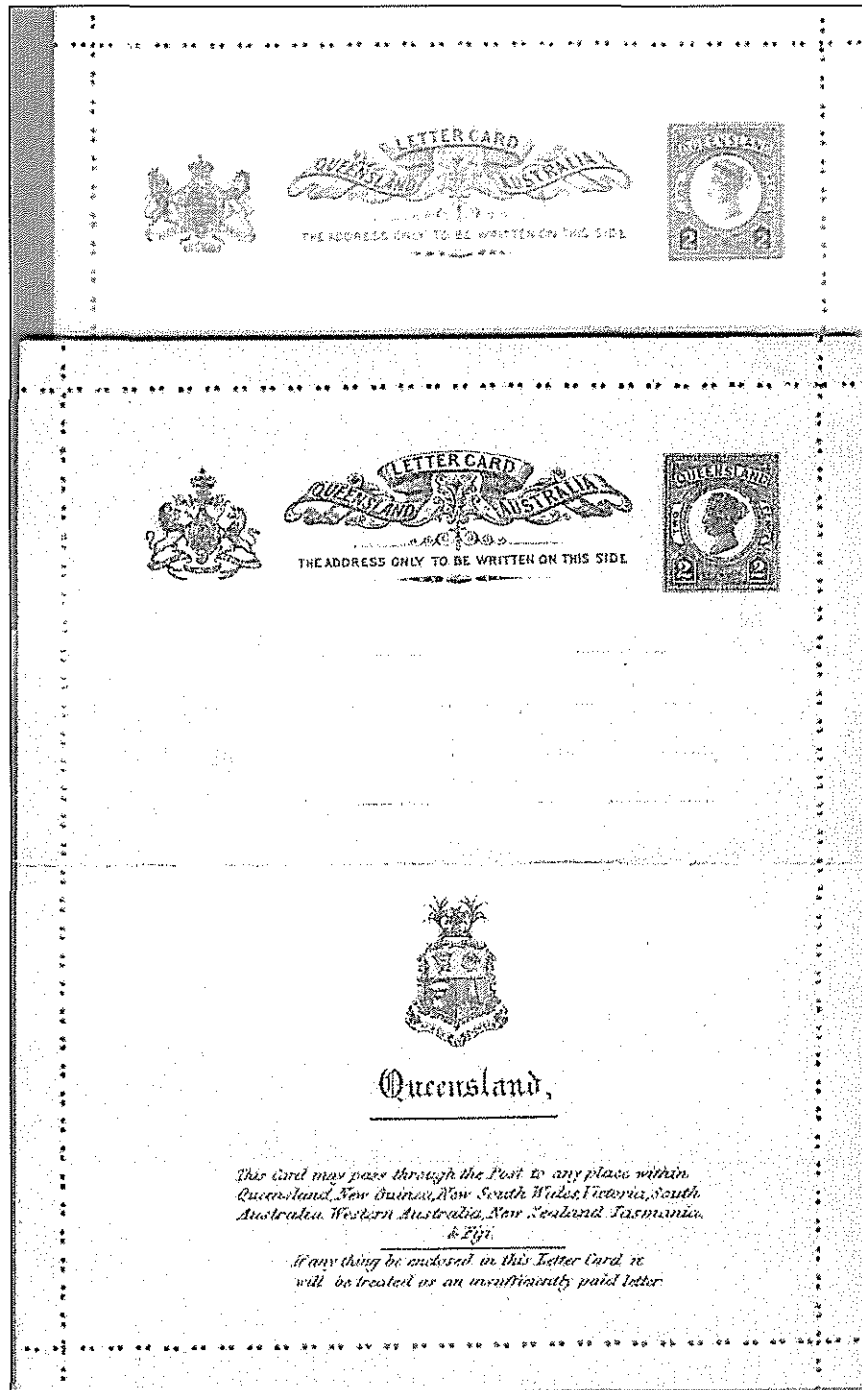 LETTER CARD
QUEENSLAND AUSTRALIA
THE ADDRESS ONLY TO BE WRITTEN ON THIS SIDE
QUEENSLAND
2 2
LETTER CARD
QUEENSLAND AUSTRALIA
THE ADDRESS ONLY TO BE WRITTEN ON THIS SIDE
QUEENSLAND
TWO PENCE
2 2
Queensland,
This Card may pass through the Post to any place within
Queensland, New Guinea, New South Wales, Victoria, South
Australia, Western Australia, New Zealand, Tasmania,
& Fiji.
If any thing be enclosed in this Letter Card it
will be treated as an insufficiently paid letter